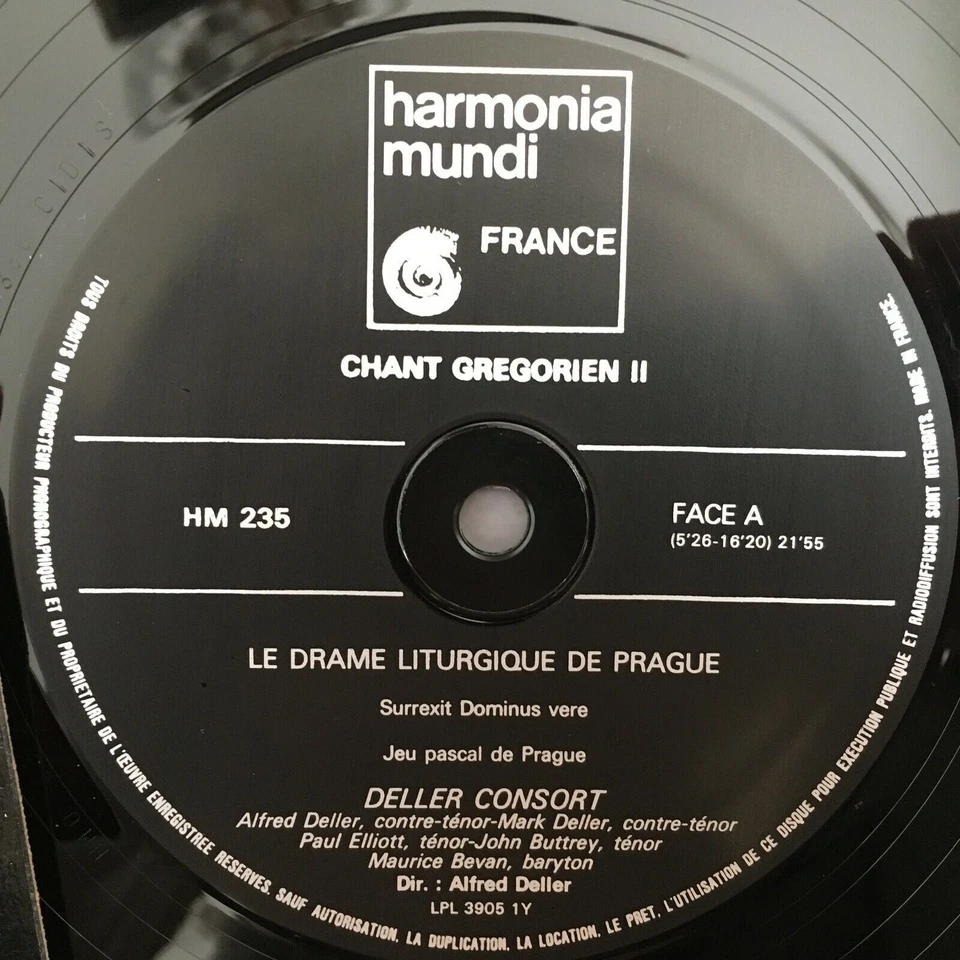 harmonia
mundi
FRANCE
CHANT GREGORIEN II
HM 235
FACE A
(5'26-16'20) 21'55
LE DRAME LITURGIQUE DE PRAGUE
Surrexit Dominus vere
Jeu pascal de Prague
DELLER CONSORT
Alfred Deller, contre-ténor-Mark Deller, contre-ténor
Paul Elliott, ténor-John Buttrey, ténor
Maurice Bevan, baryton
Dir. : Alfred Deller
LPL 3905 1Y
TOUS DROITS DU PRODUCTEUR PHONOGRAPHIQUE ET DU PROPRIETAIRE DE L'ŒUVRE ENREGISTREE RESERVES. SAUF AUTORISATION, LA DUPLICATION, LA LOCATION, LE PRET, L'UTILISATION DE CE DISQUE POUR EXECUTION PUBLIQUE ET RADIODIFFUSION SONT INTERDITS. MADE IN FRANCE.